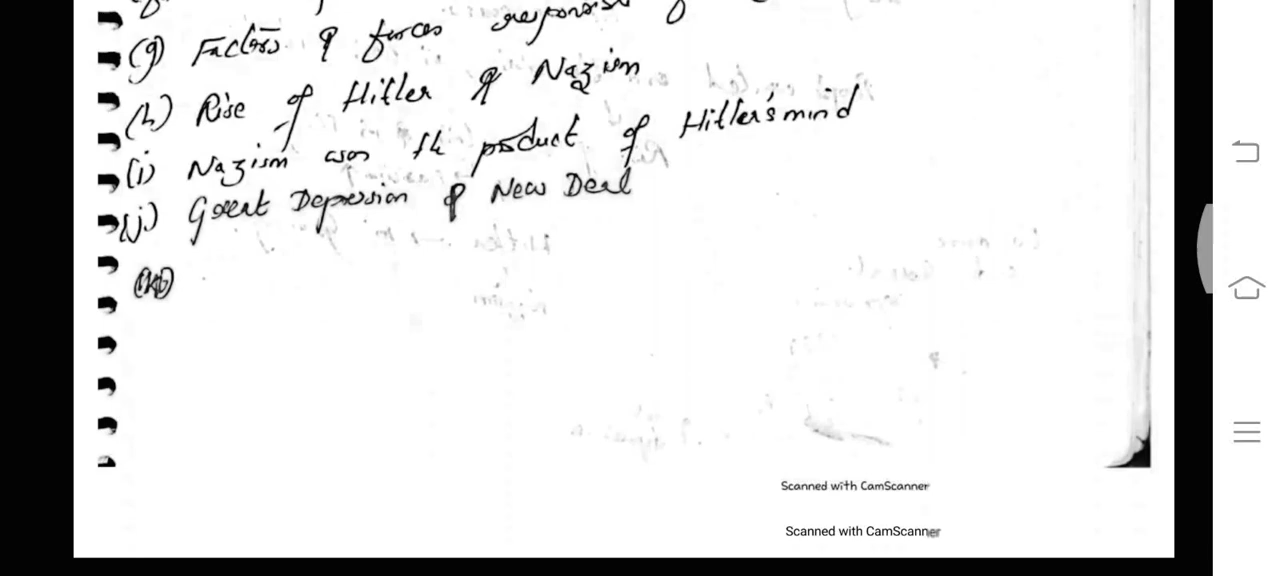 (g) Factors & forces
(h) Rise of Hitler & Nazism
(i) Nazism was the product of Hitler's mind
(j) Great Depression & New Deal
(k)
Scanned with CamScanner
Scanned with CamScanner